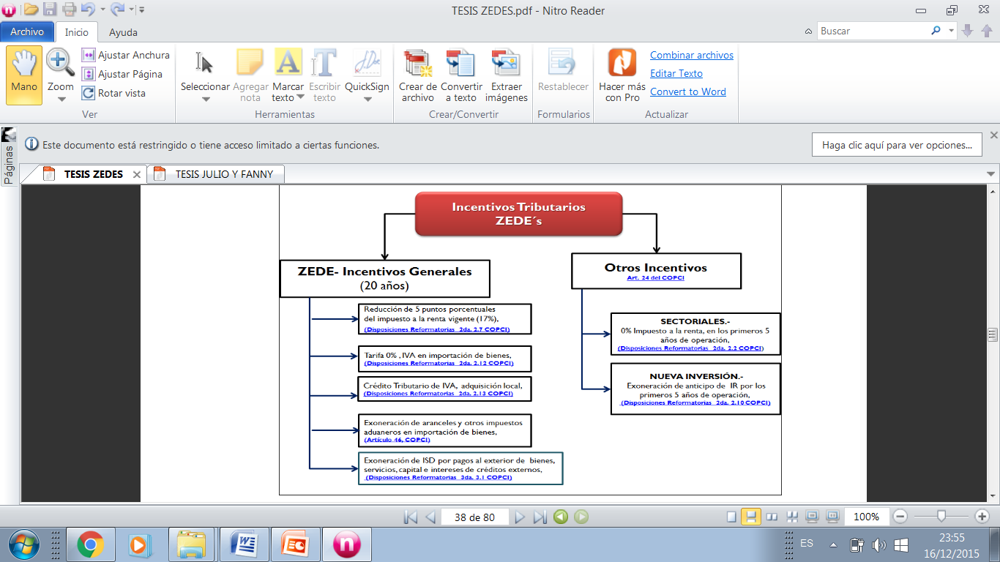 TESIS ZEDES.pdf - Nitro Reader
Archivo
Inicio
Ayuda
Buscar
Mano
Zoom
Ajustar Anchura
Ajustar Página
Rotar vista
Ver
Seleccionar
Agregar
nota
Marcar
texto
Escribir
texto
QuickSign
Herramientas
Crear de
archivo
Convertir
a texto
Extraer
imágenes
Crear/Convertir
Restablecer
Formularios
Hacer más
con Pro
Combinar archivos
Editar Texto
Convert to Word
Actualizar
Páginas
Este documento está restringido o tiene acceso limitado a ciertas funciones.
Haga clic aquí para ver opciones...
TESIS ZEDES
TESIS JULIO Y FANNY
Incentivos Tributarios
ZEDE´s
ZEDE- Incentivos Generales
(20 años)
Reducción de 5 puntos porcentuales
del impuesto a la renta vigente (17%),
(Disposiciones Reformatorias 2da. 2.7 COPCI)
Tarifa 0% , IVA en importación de bienes,
(Disposiciones Reformatorias 2da. 2.12 COPCI)
Crédito Tributario de IVA, adquisición local,
(Disposiciones Reformatorias 2da. 2.13 COPCI)
Exoneración de aranceles y otros impuestos
aduaneros en importación de bienes,
(Artículo 46, COPCI)
Exoneración de ISD por pagos al exterior de bienes,
servicios, capital e intereses de créditos externos,
(Disposiciones Reformatorias 3da. 3.1 COPCI)
Otros Incentivos
Art. 24 del COPCI
SECTORIALES.-
0% Impuesto a la renta, en los primeros 5
años de operación,
(Disposiciones Reformatorias 2da. 2.2 COPCI)
NUEVA INVERSIÓN.-
Exoneración de anticipo de IR por los
primeros 5 años de operación,
(Disposiciones Reformatorias 2da. 2.10 COPCI)
38 de 80
100%
ES
23:55
16/12/2015